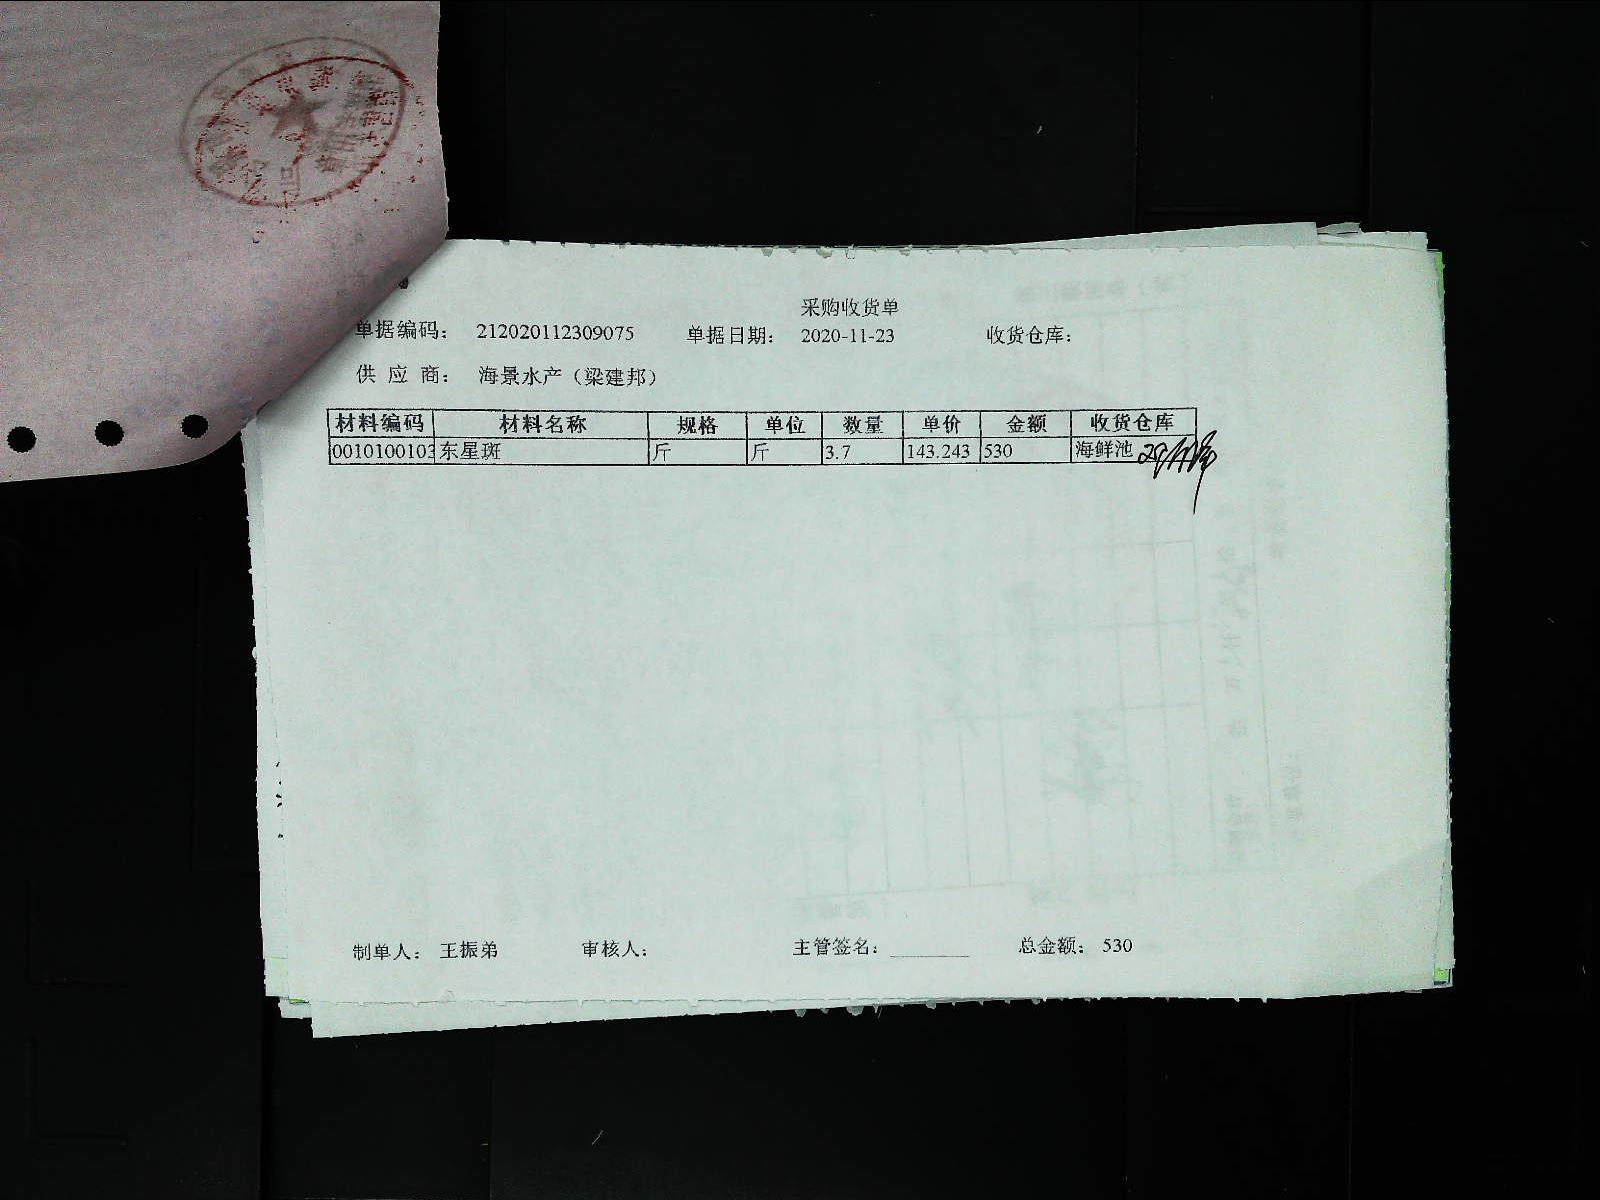 采购收货单
单据编码： 212020112309075 单据日期： 2020-11-23 收货仓库：
供 应 商： 海景水产（梁建邦）
材料编码 材料名称 规格 单位 数量 单价 金额 收货仓库
0010100103 东星斑 斤 斤 3.7 143.243 530 海鲜池
制单人： 王振弟 审核人： 主管签名： 总金额： 530